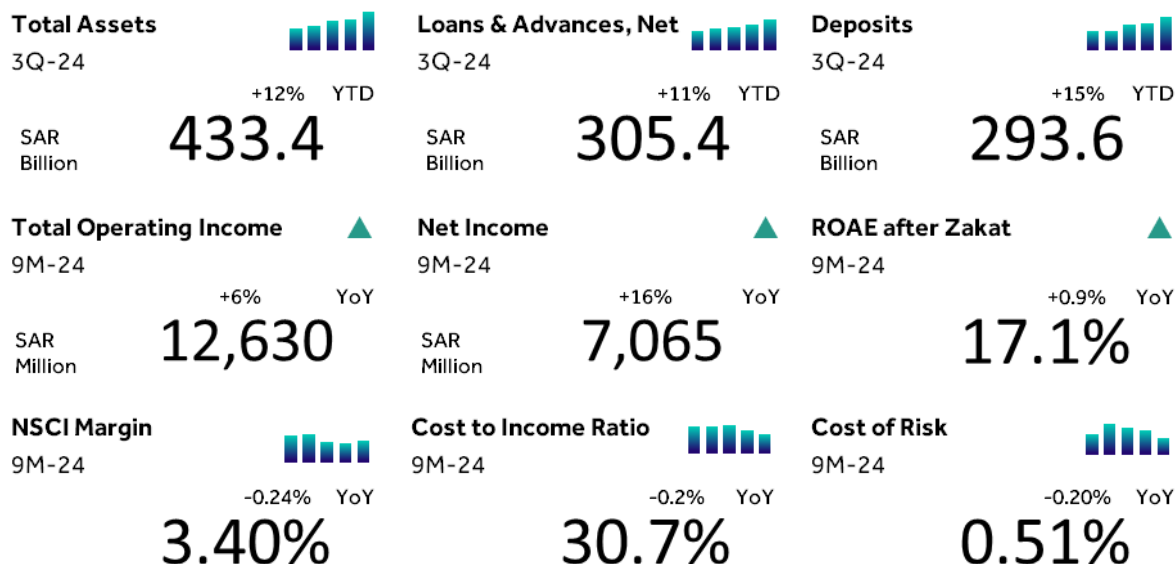 Total Assets
3Q-24
+12% YTD
SAR
Billion
433.4
Loans & Advances, Net
3Q-24
+11% YTD
SAR
Billion
305.4
Deposits
3Q-24
+15% YTD
SAR
Billion
293.6
Total Operating Income
9M-24
+6% YoY
SAR
Million
12,630
Net Income
9M-24
+16% YoY
SAR
Million
7,065
ROAE after Zakat
9M-24
+0.9% YoY
17.1%
NSCI Margin
9M-24
-0.24% YoY
3.40%
Cost to Income Ratio
9M-24
-0.2% YoY
30.7%
Cost of Risk
9M-24
-0.20% YoY
0.51%